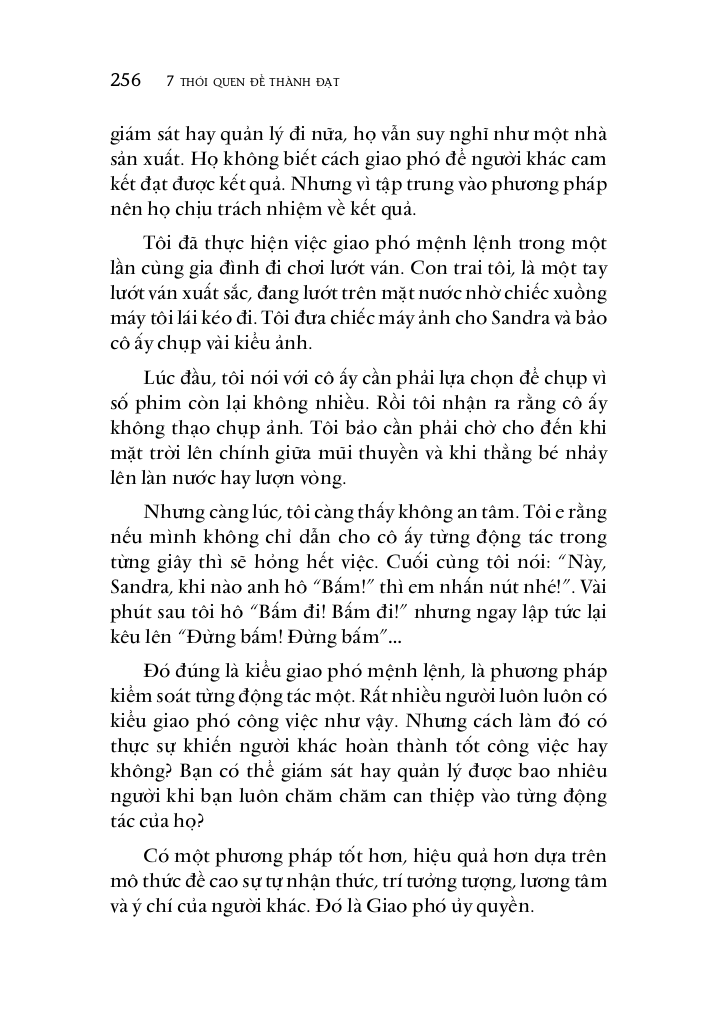 256 7 THÓI QUEN ĐỂ THÀNH ĐẠT
giám sát hay quản lý đi nữa, họ vẫn suy nghĩ như một nhà
sản xuất. Họ không biết cách giao phó để người khác cam
kết đạt được kết quả. Nhưng vì tập trung vào phương pháp
nên họ chịu trách nhiệm về kết quả.
Tôi đã thực hiện việc giao phó mệnh lệnh trong một
lần cùng gia đình đi chơi lướt ván. Con trai tôi, là một tay
lướt ván xuất sắc, đang lướt trên mặt nước nhờ chiếc xuồng
máy tôi lái kéo đi. Tôi đưa chiếc máy ảnh cho Sandra và bảo
cô ấy chụp vài kiểu ảnh.
Lúc đầu, tôi nói với cô ấy cần phải lựa chọn để chụp vì
số phim còn lại không nhiều. Rồi tôi nhận ra rằng cô ấy
không thạo chụp ảnh. Tôi bảo cần phải chờ cho đến khi
mặt trời lên chính giữa mũi thuyền và khi thằng bé nhảy
lên làn nước hay lượn vòng.
Nhưng càng lúc, tôi càng thấy không an tâm. Tôi e rằng
nếu mình không chỉ dẫn cho cô ấy từng động tác trong
từng giây thì sẽ hỏng hết việc. Cuối cùng tôi nói: “Này,
Sandra, khi nào anh hô “Bấm!” thì em nhấn nút nhé!”. Vài
phút sau tôi hô “Bấm đi! Bấm đi!” nhưng ngay lập tức lại
kêu lên “Đừng bấm! Đừng bấm”...
Đó đúng là kiểu giao phó mệnh lệnh, là phương pháp
kiểm soát từng động tác một. Rất nhiều người luôn luôn có
kiểu giao phó công việc như vậy. Nhưng cách làm đó có
thực sự khiến người khác hoàn thành tốt công việc hay
không? Bạn có thể giám sát hay quản lý được bao nhiêu
người khi bạn luôn chăm chăm can thiệp vào từng động
tác của họ?
Có một phương pháp tốt hơn, hiệu quả hơn dựa trên
mô thức đề cao sự tự nhận thức, trí tưởng tượng, lương tâm
và ý chí của người khác. Đó là Giao phó ủy quyền.